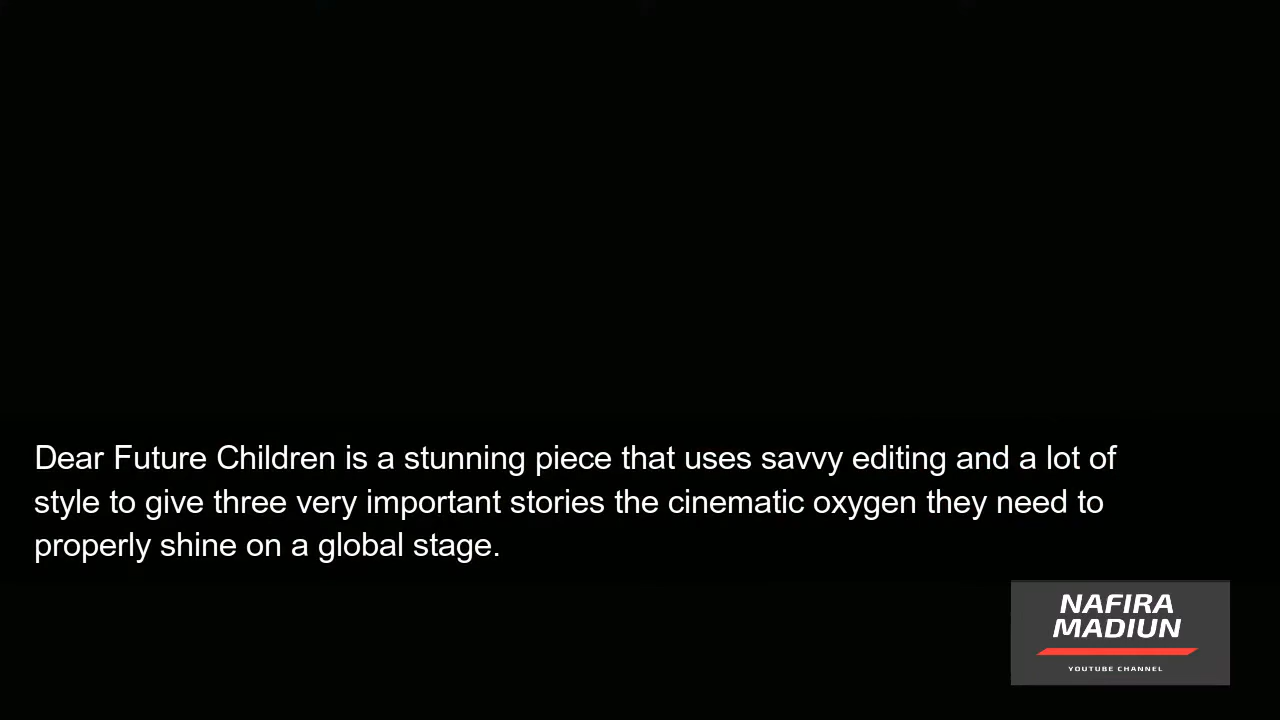 Dear Future Children is a stunning piece that uses savvy editing and a lot of
style to give three very important stories the cinematic oxygen they need to
properly shine on a global stage.
NAFIRA
MADIUN
YOUTUBE CHANNEL